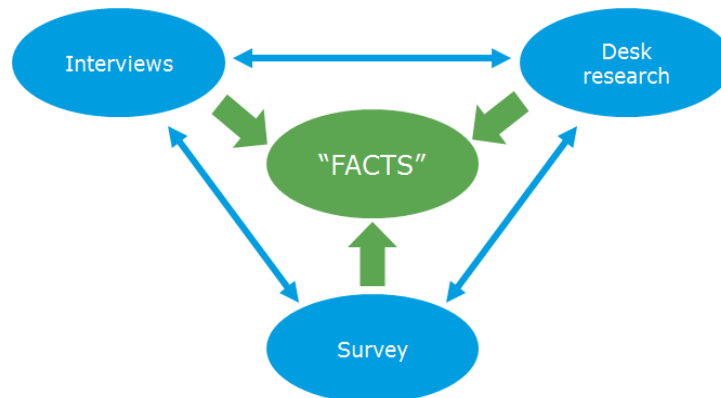 Interviews
Desk
research
“FACTS”
Survey